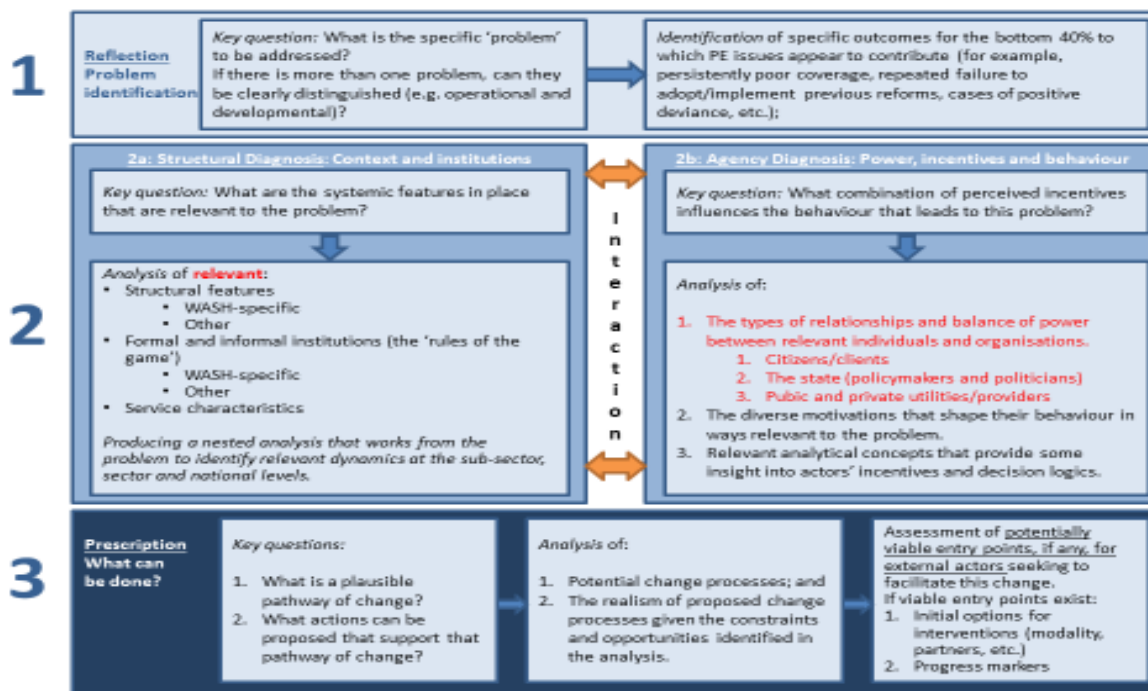 1
Reflection
Problem
identification
Key question: What is the specific ‘problem’
to be addressed?
If there is more than one problem, can they
be clearly distinguished (e.g. operational and
developmental)?
Identification of specific outcomes for the bottom 40% to
which PE issues appear to contribute (for example,
persistently poor coverage, repeated failure to
adopt/implement previous reforms, cases of positive
deviance, etc.);
2
2a: Structural Diagnosis: Context and institutions
Key question: What are the systemic features in place
that are relevant to the problem?
Analysis of relevant:
• Structural features
• WASH-specific
• Other
• Formal and informal institutions (the ‘rules of the
game’)
• WASH-specific
• Other
• Service characteristics
Producing a nested analysis that works from the
problem to identify relevant dynamics at the sub-sector,
sector and national levels.
Interaction
2b: Agency Diagnosis: Power, incentives and behaviour
Key question: What combination of perceived incentives
influences the behaviour that leads to this problem?
Analysis of:
1. The types of relationships and balance of power
between relevant individuals and organisations.
1. Citizens/clients
2. The state (policymakers and politicians)
3. Pubic and private utilities/providers
2. The diverse motivations that shape their behaviour in
ways relevant to the problem.
3. Relevant analytical concepts that provide some
insight into actors’ incentives and decision logics.
3
Prescription
What can
be done?
Key questions:
1. What is a plausible
pathway of change?
2. What actions can be
proposed that support that
pathway of change?
Analysis of:
1. Potential change processes; and
2. The realism of proposed change
processes given the constraints
and opportunities identified in
the analysis.
Assessment of potentially
viable entry points, if any, for
external actors seeking to
facilitate this change.
If viable entry points exist:
1. Initial options for
interventions (modality,
partners, etc.)
2. Progress markers